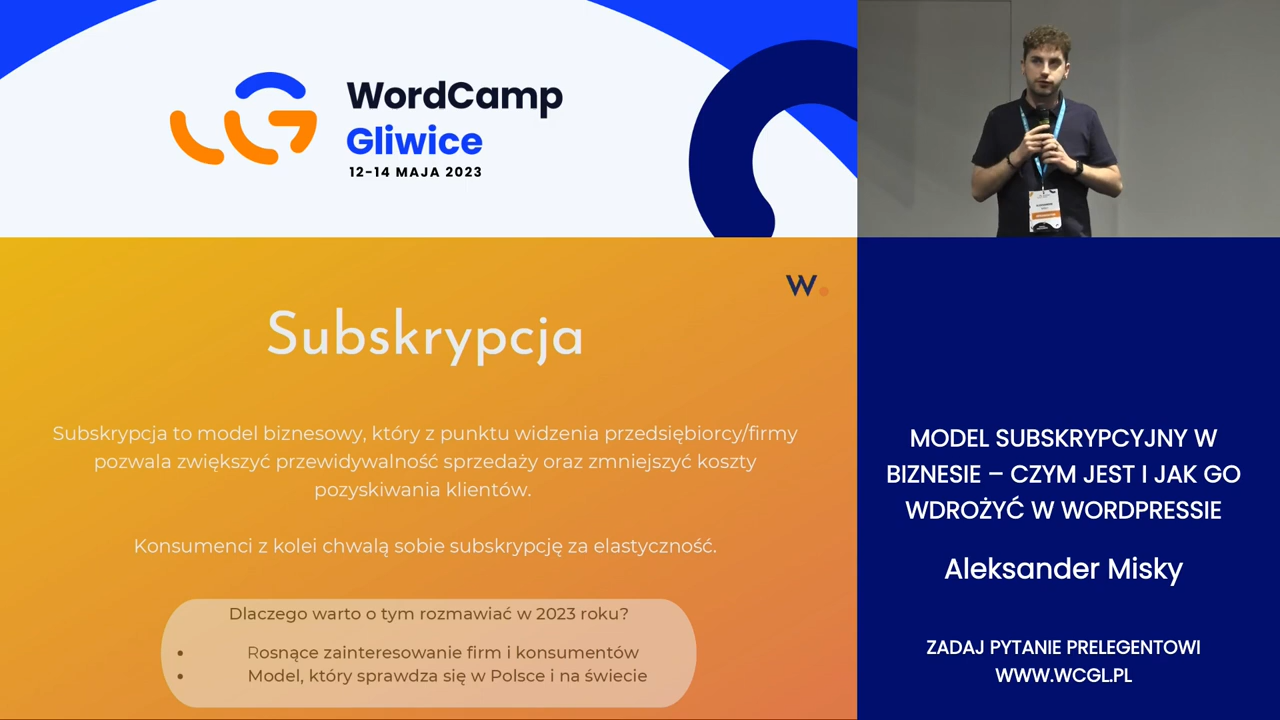 WordCamp
Gliwice
12-14 MAJA 2023
W.
Subskrypcja
Subskrypcja to model biznesowy, który z punktu widzenia przedsiębiorcy/firmy
pozwala zwiększyć przewidywalność sprzedaży oraz zmniejszyć koszty
pozyskiwania klientów.
Konsumenci z kolei chwalą sobie subskrypcję za elastyczność.
Dlaczego warto o tym rozmawiać w 2023 roku?
• Rosnące zainteresowanie firm i konsumentów
• Model, który sprawdza się w Polsce i na świecie
MODEL SUBSKRYPCYJNY W
BIZNESIE – CZYM JEST I JAK GO
WDROŻYĆ W WORDPRESSIE
Aleksander Misky
ZADAJ PYTANIE PRELEGENTOWI
WWW.WCGL.PL